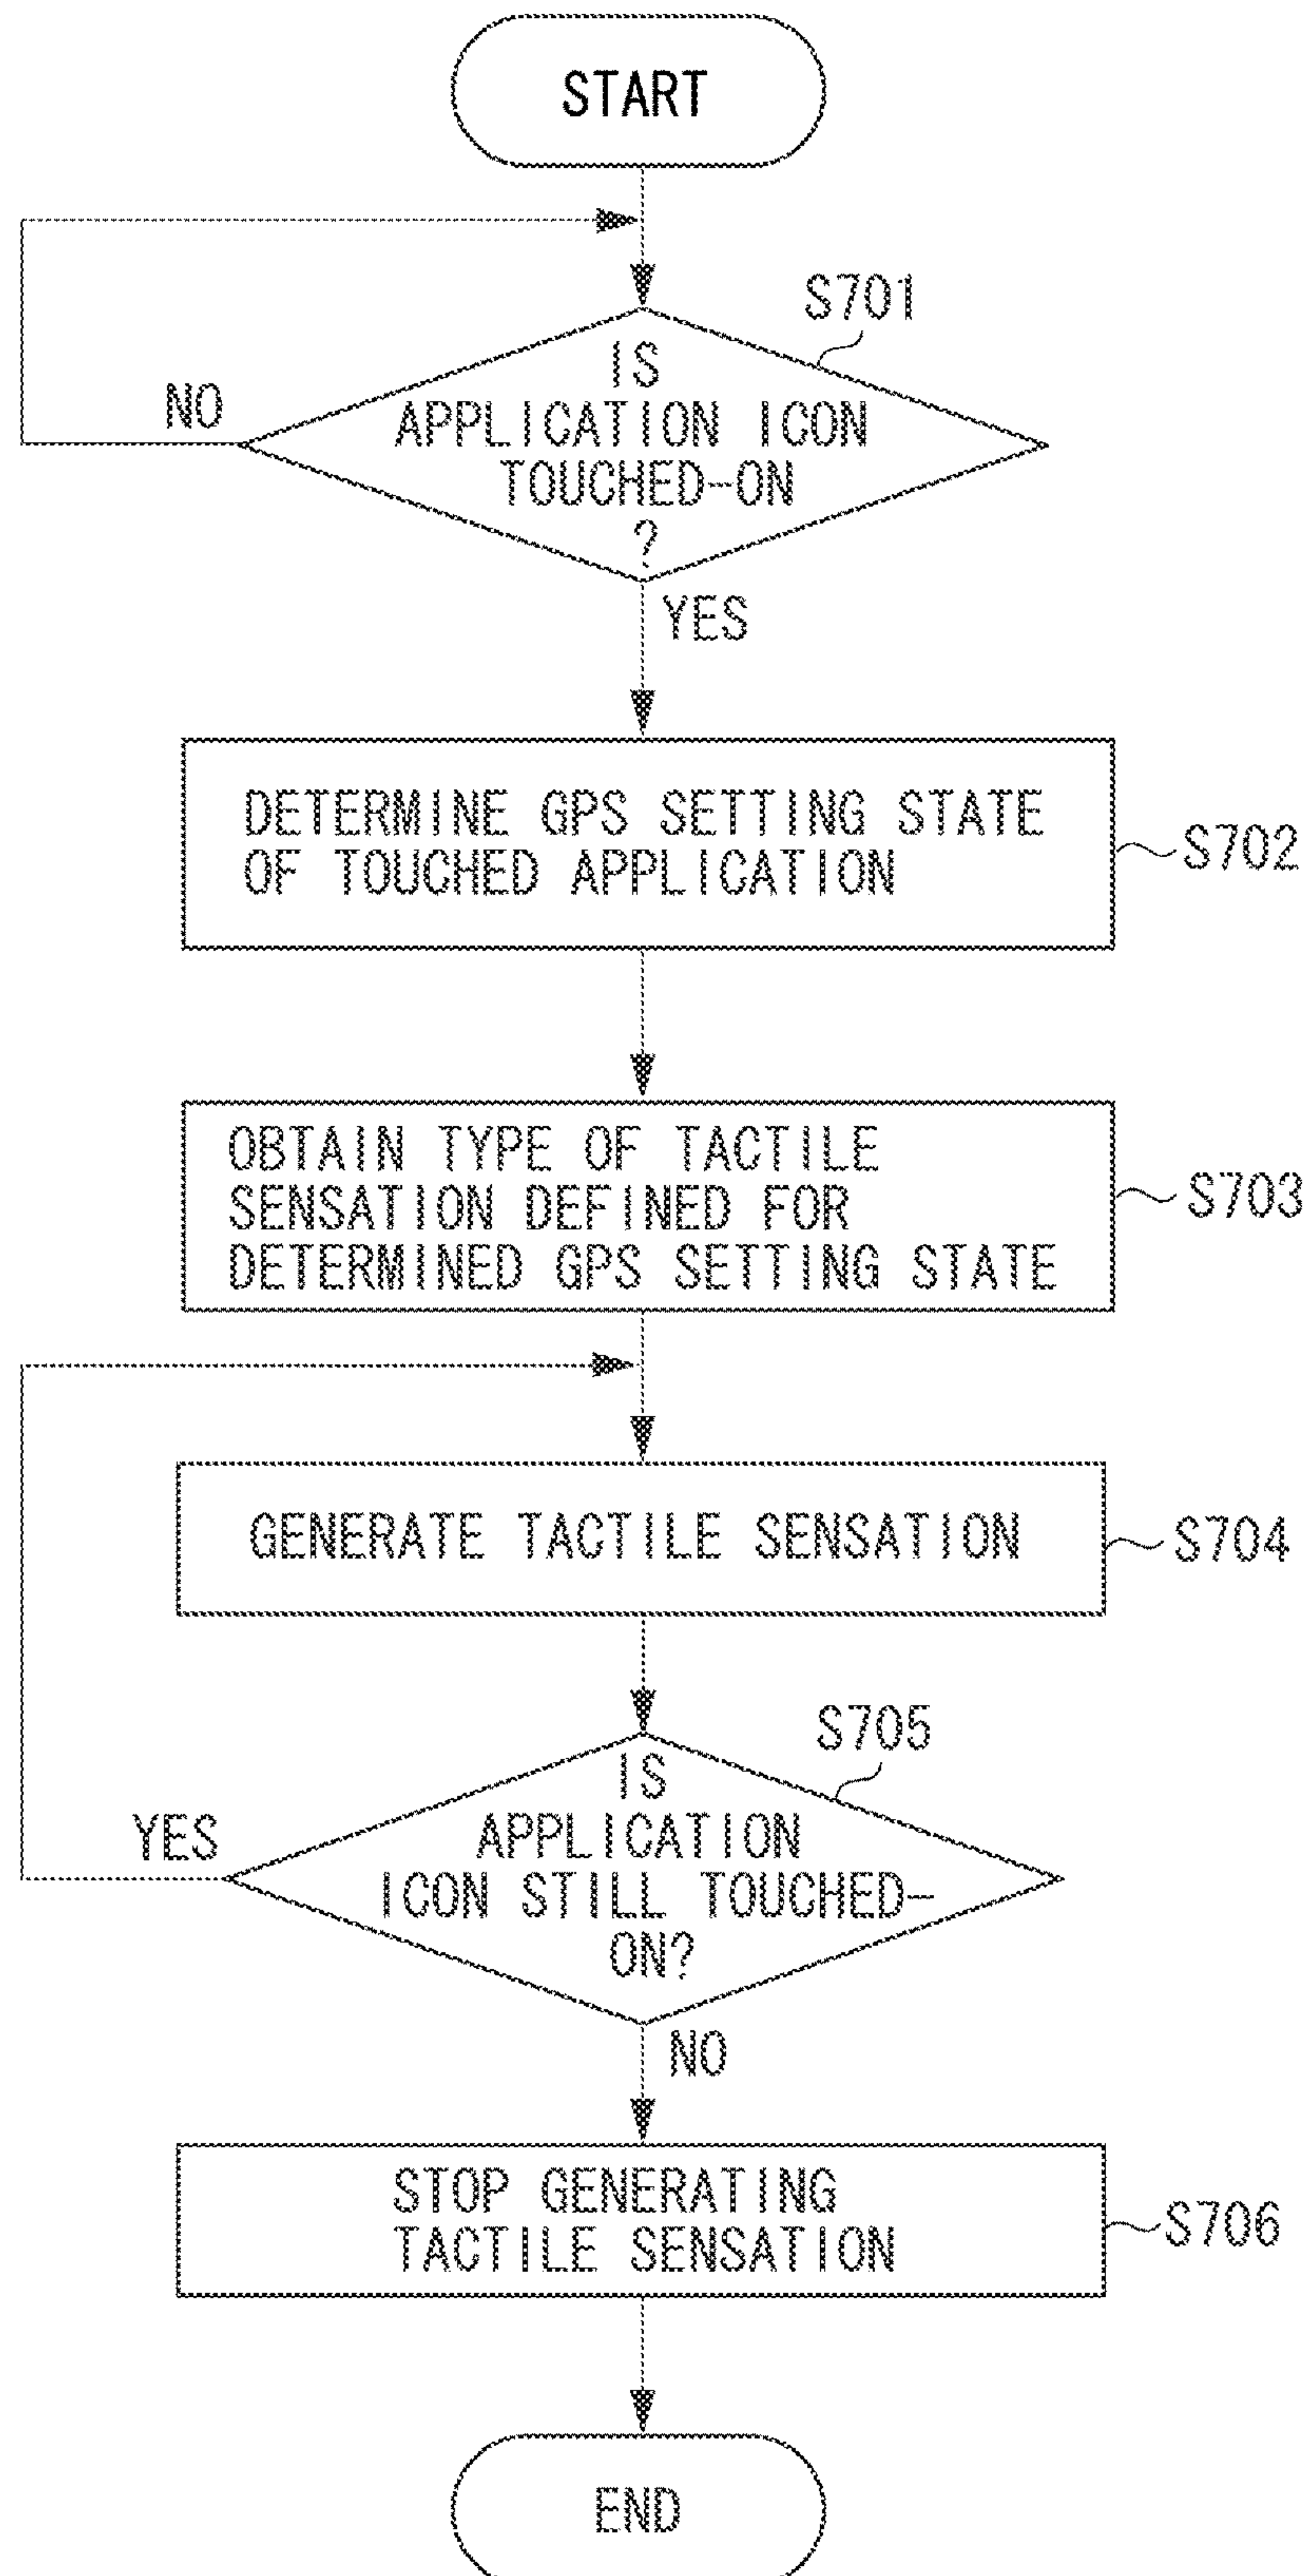 START
S701
IS
APPLICATION ICON
TOUCHED-ON
?
NO
YES
DETERMINE GPS SETTING STATE
OF TOUCHED APPLICATION
S702
OBTAIN TYPE OF TACTILE
SENSATION DEFINED FOR
DETERMINED GPS SETTING STATE
S703
GENERATE TACTILE SENSATION
S704
S705
IS
APPLICATION
ICON STILL TOUCHED-
ON?
YES
NO
STOP GENERATING
TACTILE SENSATION
S706
END